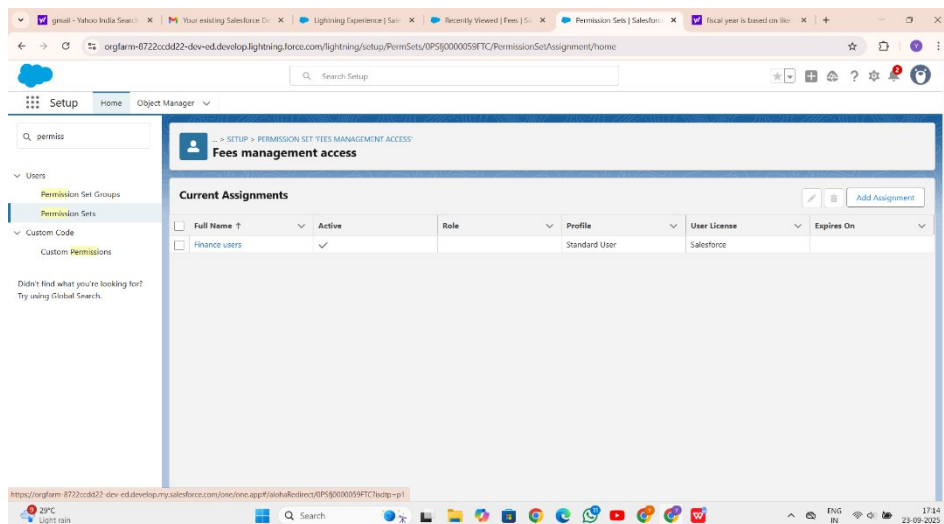 gmail - Yahoo India Search
Your existing Salesforce De
Lightning Experience | Sale
Recently Viewed | Fees | Sa
Permission Sets | Salesforc
fiscal year is based on like
orgfarm-8722ccdd22-dev-ed.develop.lightning.force.com/lightning/setup/PermSets/0PSfj0000059FTC/PermissionSetAssignment/home
Search Setup
Setup
Home
Object Manager
permiss
Users
Permission Set Groups
Permission Sets
Custom Code
Custom Permissions
Didn't find what you're looking for?
Try using Global Search.
... > SETUP > PERMISSION SET 'FEES MANAGEMENT ACCESS'
Fees management access
Current Assignments
Add Assignment
Full Name ↑ Active Role Profile User License Expires On
Finance users Standard User Salesforce
https://orgfarm-8722ccdd22-dev-ed.develop.my.salesforce.com/one/one.app#/alohaRedirect/0PSfj0000059FTC?isdtp=p1
29°C
Light rain
Search
ENG
IN
17:14
23-09-2025